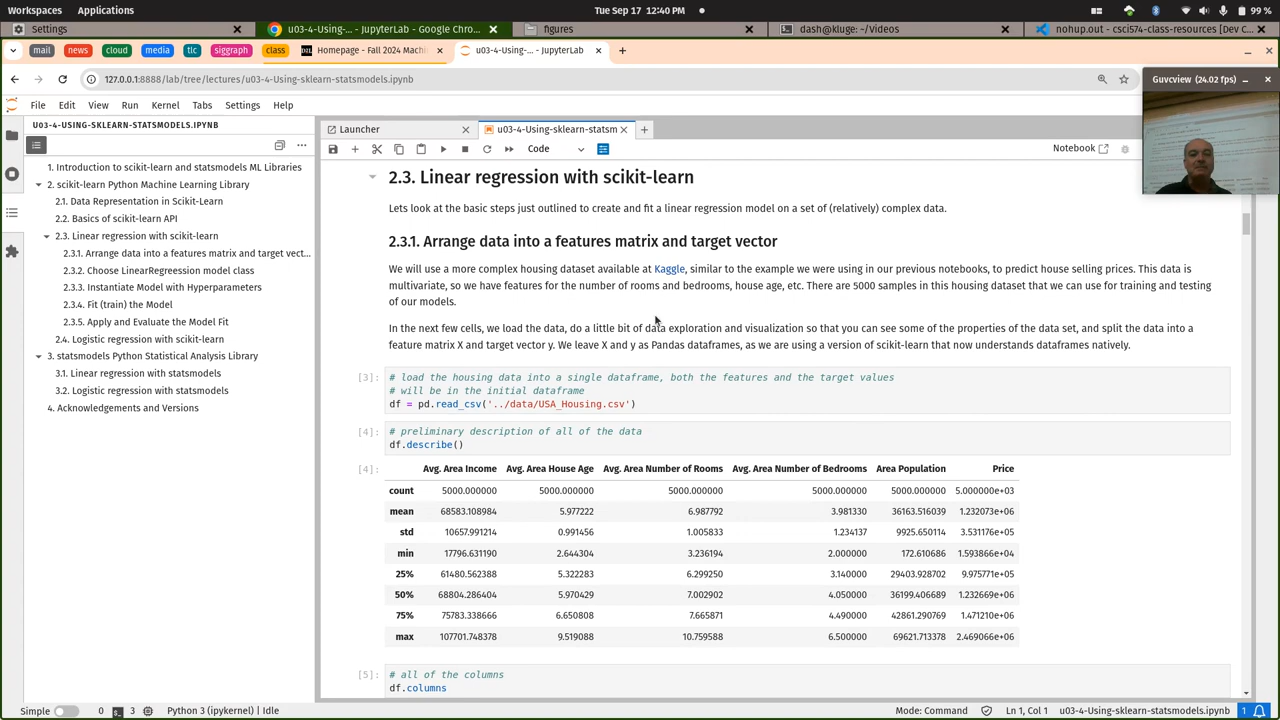 Workspaces Applications Tue Sep 17 12:40 PM 99 %
Settings u03-4-Using-... - JupyterLab - Google Chro... figures dash@kluge: ~/Videos nohup.out - csci574-class-resources [Dev C...
mail news cloud media tlc siggraph class Homepage - Fall 2024 Machi u03-4-Using-... - JupyterLab
127.0.0.1:8888/lab/tree/lectures/u03-4-Using-sklearn-statsmodels.ipynb
Guvcview (24.02 fps)
File Edit View Run Kernel Tabs Settings Help
U03-4-USING-SKLEARN-STATSMODELS.IPYNB
1. Introduction to scikit-learn and statsmodels ML Libraries
2. scikit-learn Python Machine Learning Library
2.1. Data Representation in Scikit-Learn
2.2. Basics of scikit-learn API
2.3. Linear regression with scikit-learn
2.3.1. Arrange data into a features matrix and target vect...
2.3.2. Choose LinearRegreession model class
2.3.3. Instantiate Model with Hyperparameters
2.3.4. Fit (train) the Model
2.3.5. Apply and Evaluate the Model Fit
2.4. Logistic regression with scikit-learn
3. statsmodels Python Statistical Analysis Library
3.1. Linear regression with statsmodels
3.2. Logistic regression with statsmodels
4. Acknowledgements and Versions
Launcher u03-4-Using-sklearn-statsm
Code Notebook
2.3. Linear regression with scikit-learn
Lets look at the basic steps just outlined to create and fit a linear regression model on a set of (relatively) complex data.
2.3.1. Arrange data into a features matrix and target vector
We will use a more complex housing dataset available at Kaggle, similar to the example we were using in our previous notebooks, to predict house selling prices. This data is
multivariate, so we have features for the number of rooms and bedrooms, house age, etc. There are 5000 samples in this housing dataset that we can use for training and testing
of our models.
In the next few cells, we load the data, do a little bit of data exploration and visualization so that you can see some of the properties of the data set, and split the data into a
feature matrix X and target vector y. We leave X and y as Pandas dataframes, as we are using a version of scikit-learn that now understands dataframes natively.
[3]: # load the housing data into a single dataframe, both the features and the target values
# will be in the initial dataframe
df = pd.read_csv('../data/USA_Housing.csv')
[4]: # preliminary description of all of the data
df.describe()
[4]: Avg. Area Income Avg. Area House Age Avg. Area Number of Rooms Avg. Area Number of Bedrooms Area Population Price
count 5000.000000 5000.000000 5000.000000 5000.000000 5000.000000 5.000000e+03
mean 68583.108984 5.977222 6.987792 3.981330 36163.516039 1.232073e+06
std 10657.991214 0.991456 1.005833 1.234137 9925.650114 3.531176e+05
min 17796.631190 2.644304 3.236194 2.000000 172.610686 1.593866e+04
25% 61480.562388 5.322283 6.299250 3.140000 29403.928702 9.975771e+05
50% 68804.286404 5.970429 7.002902 4.050000 36199.406689 1.232669e+06
75% 75783.338666 6.650808 7.665871 4.490000 42861.290769 1.471210e+06
max 107701.748378 9.519088 10.759588 6.500000 69621.713378 2.469066e+06
[5]: # all of the columns
df.columns
Simple 0 3 Python 3 (ipykernel) | Idle Mode: Command Ln 1, Col 1 u03-4-Using-sklearn-statsmodels.ipynb 1